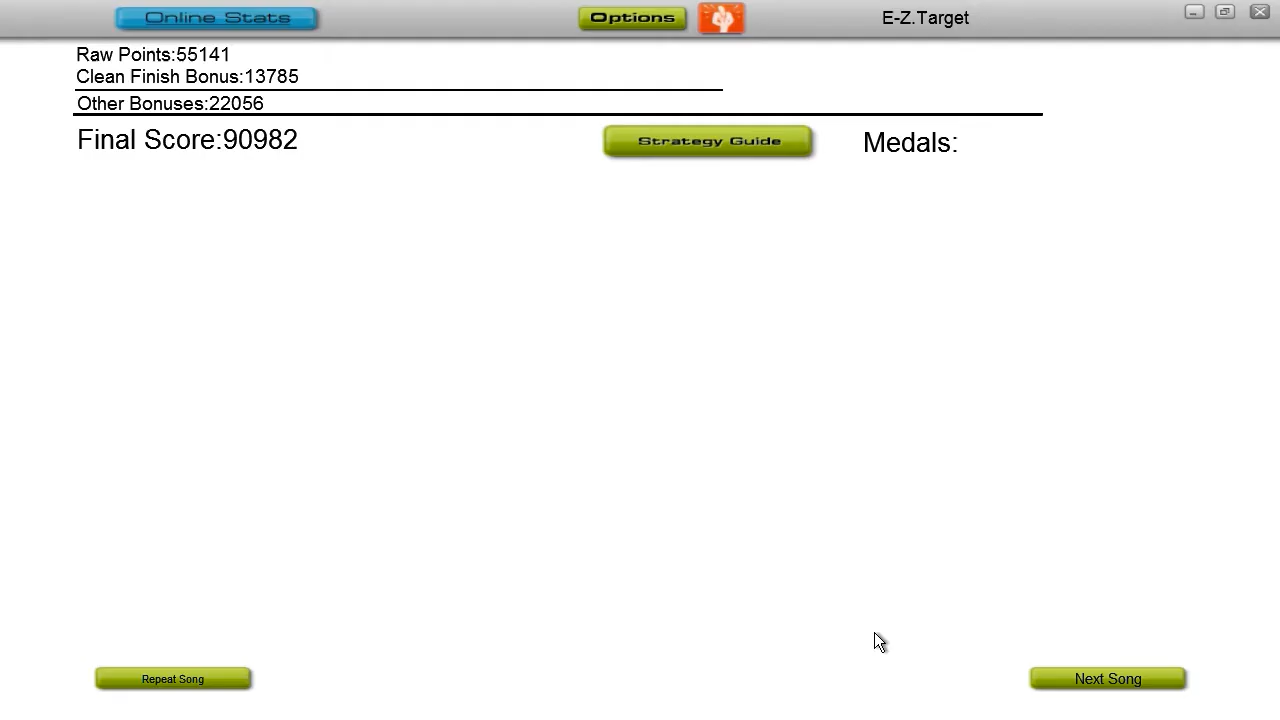 Online Stats
Options
E-Z.Target
Raw Points:55141
Clean Finish Bonus:13785
Other Bonuses:22056
Final Score:90982
Strategy Guide
Medals:
Repeat Song
Next Song